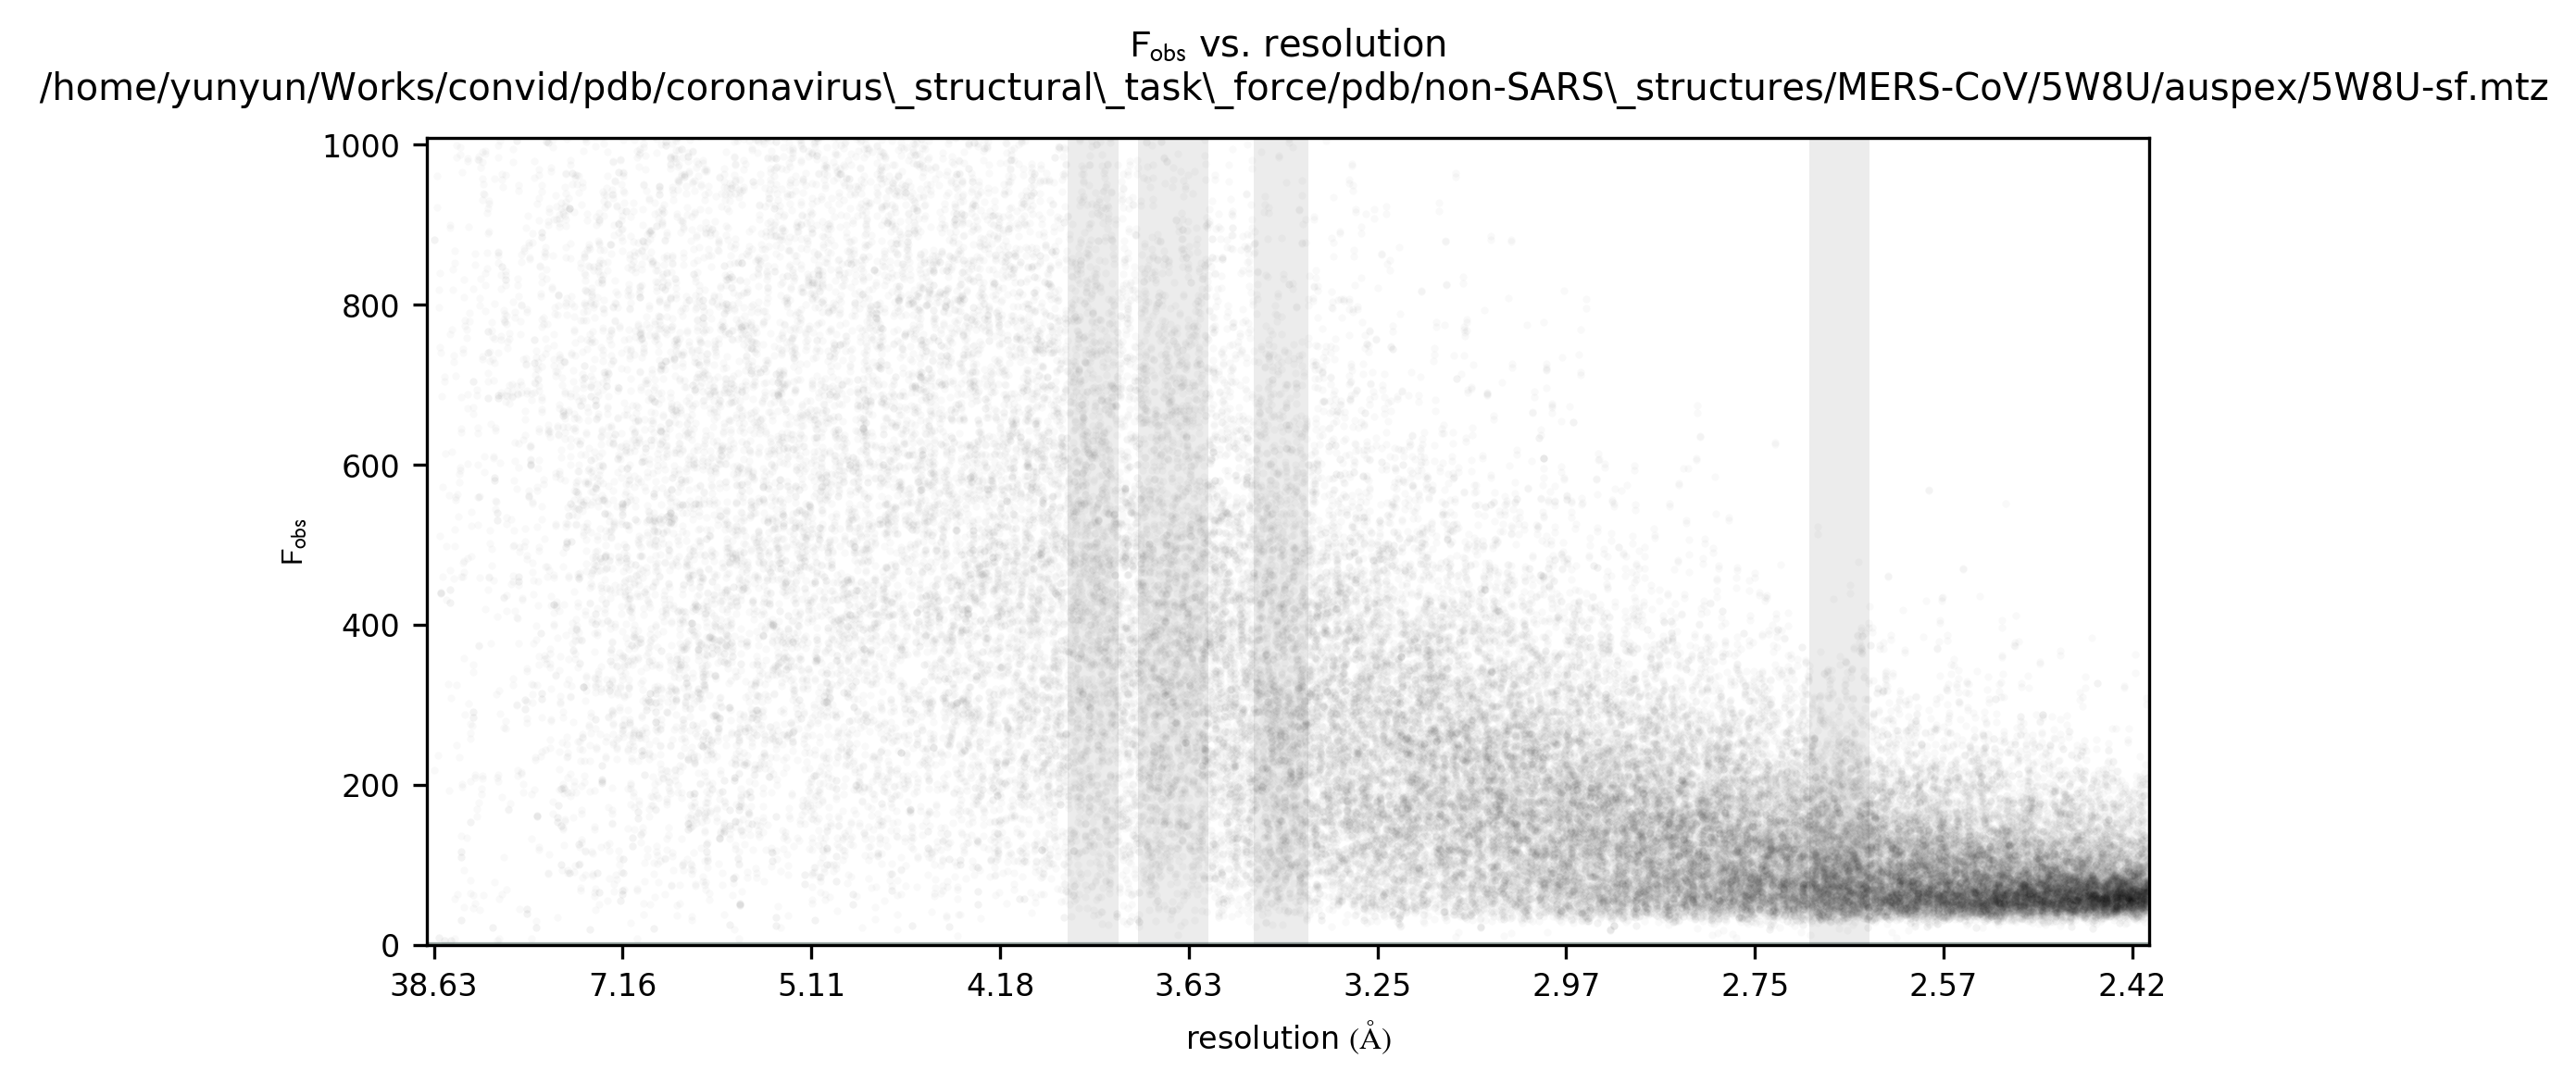 Fobs vs. resolution
/home/yunyun/Works/convid/pdb/coronavirus\_structural\_task\_force/pdb/non-SARS\_structures/MERS-CoV/5W8U/auspex/5W8U-sf.mtz
1000
800
600
400
200
0
Fobs
38.63 7.16 5.11 4.18 3.63 3.25 2.97 2.75 2.57 2.42
resolution (Å)